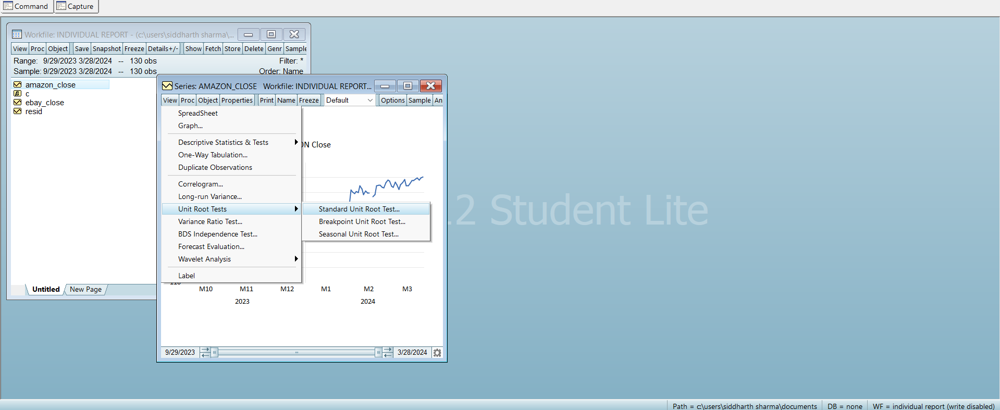 Command Capture
Workfile: INDIVIDUAL REPORT - (c:\users\siddharth sharma\...
View Proc Object Save Snapshot Freeze Details+/- Show Fetch Store Delete Genr Sample
Range: 9/29/2023 3/28/2024 -- 130 obs Filter: *
Sample: 9/29/2023 3/28/2024 -- 130 obs Order: Name
amazon_close
c
ebay_close
resid
Untitled New Page
Series: AMAZON_CLOSE Workfile: INDIVIDUAL REPORT...
View Proc Object Properties Print Name Freeze Default Options Sample An
SpreadSheet
Graph...
Descriptive Statistics & Tests
One-Way Tabulation...
Duplicate Observations
Correlogram...
Long-run Variance...
Unit Root Tests
Variance Ratio Test...
BDS Independence Test...
Forecast Evaluation...
Wavelet Analysis
Label
Standard Unit Root Test...
Breakpoint Unit Root Test...
Seasonal Unit Root Test...
ON Close
M10 M11 M12 M1 M2 M3
2023 2024
9/29/2023 3/28/2024
2 Student Lite
Path = c:\users\siddharth sharma\documents DB = none WF = individual report (write disabled)